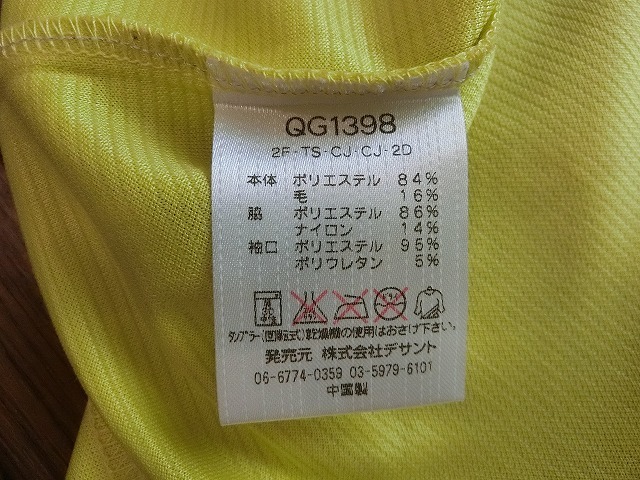 QG1398
2F-TS-CJ-CJ-2D
本体 ポリエステル 84%
毛 16%
脇 ポリエステル 86%
ナイロン 14%
袖口 ポリエステル 95%
ポリウレタン 5%
タンブラー(回転式)乾燥機の使用はおさけ下さい。
発売元 株式会社デサント
06-6774-0359 03-5979-6101
中国製